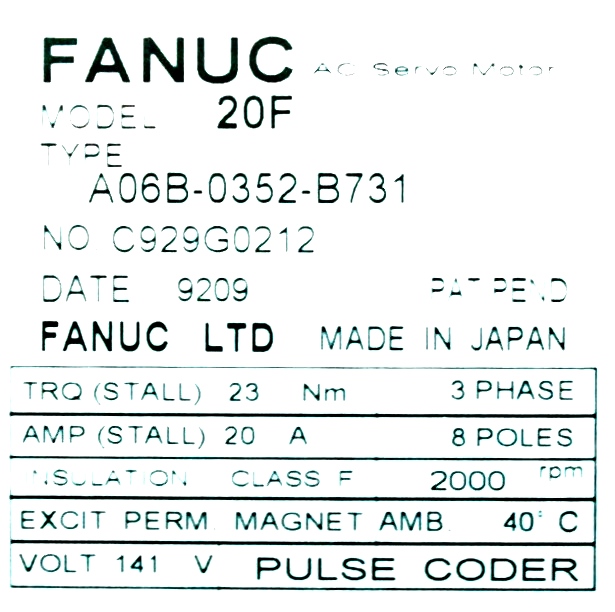 FANUC AC Servo Motor
MODEL 20F
TYPE
A06B-0352-B731
NO C929G0212
DATE 9209 PAT PEND
FANUC LTD MADE IN JAPAN
TRQ (STALL) 23 Nm 3 PHASE
AMP (STALL) 20 A 8 POLES
INSULATION CLASS F 2000 rpm
EXCIT PERM. MAGNET AMB. 40° C
VOLT 141 V PULSE CODER